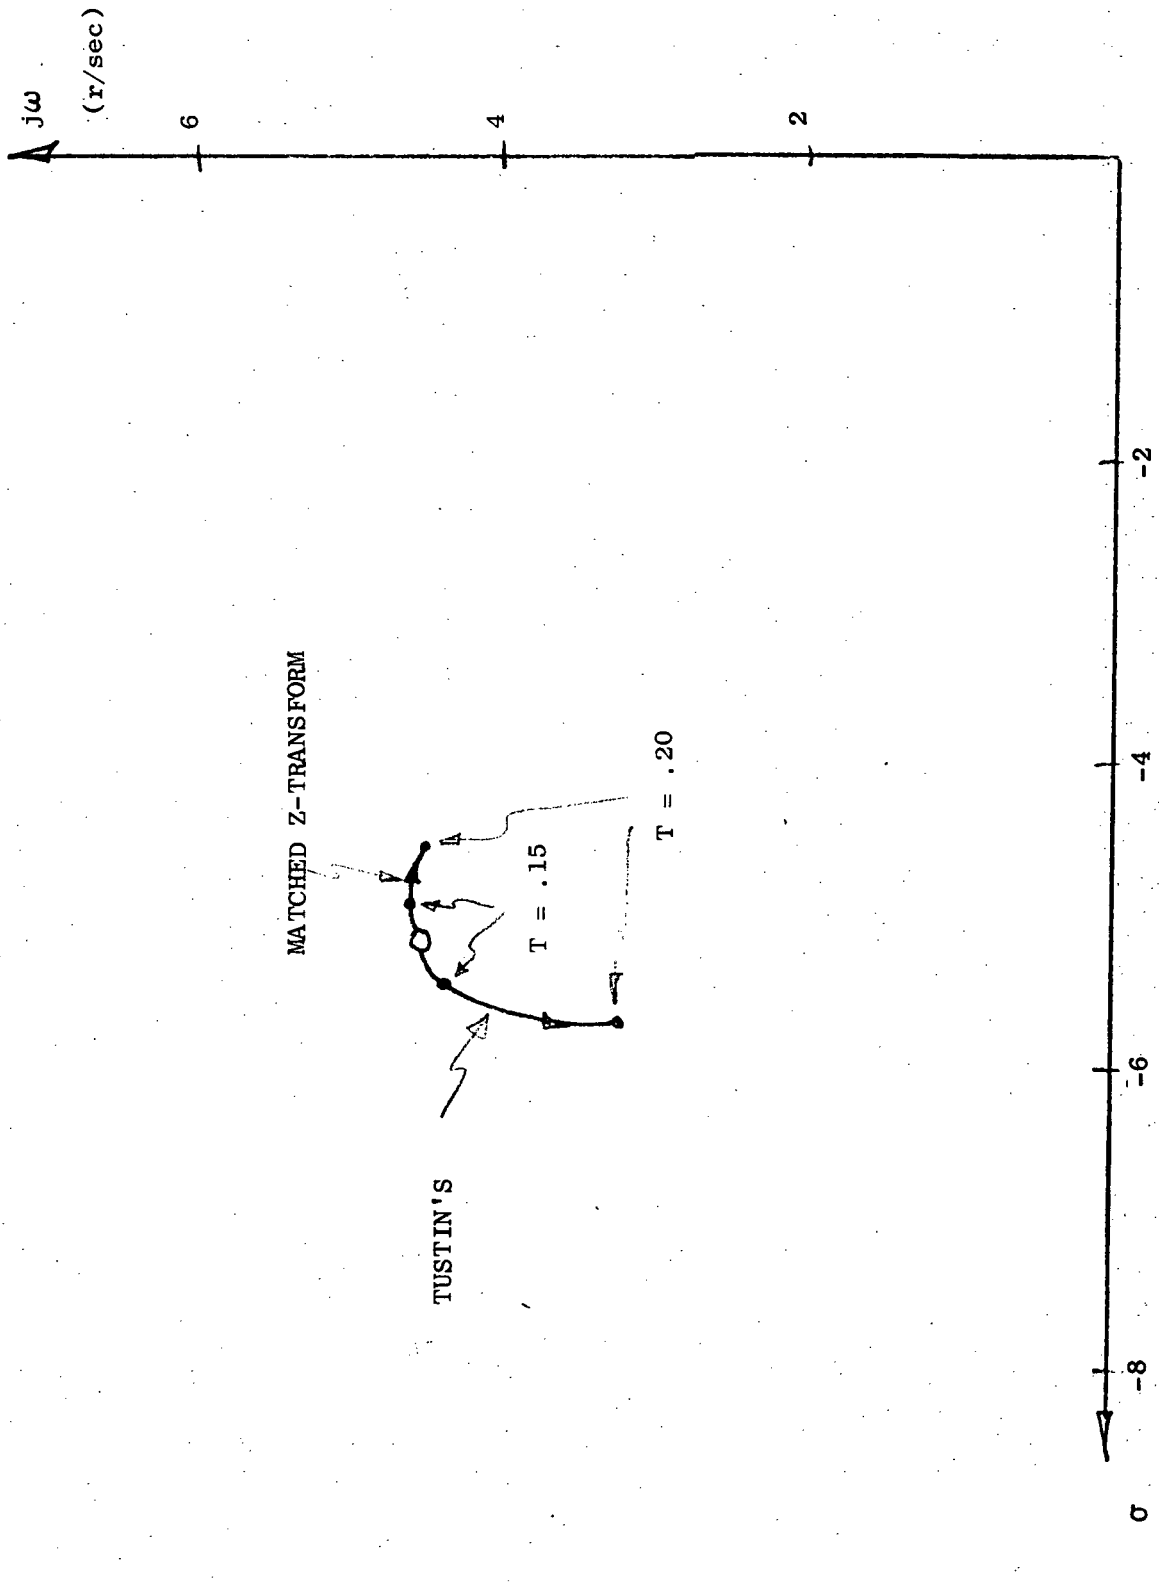 jω
(r/sec)
6
4
2
MATCHED Z-TRANSFORM
T = .15
T = .20
TUSTIN'S
-2
-4
-6
-8
σ